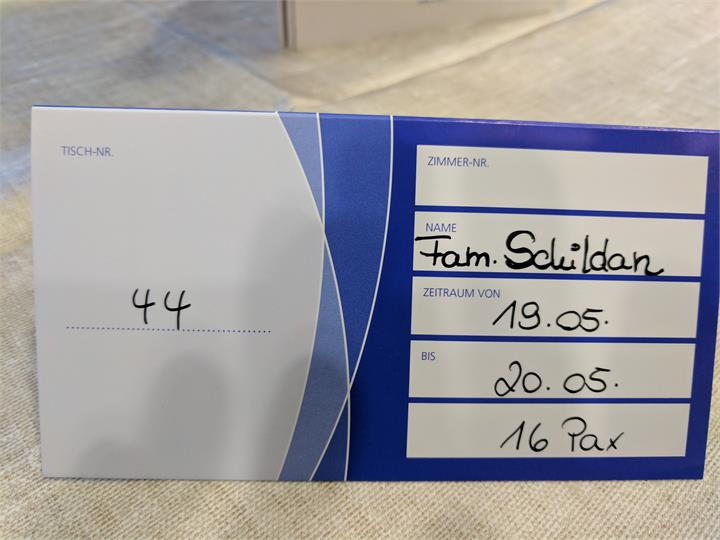 TISCH-NR.
44
ZIMMER-NR.
NAME
Fam. Schildan
ZEITRAUM VON
19.05.
BIS
20.05.
16 Pax